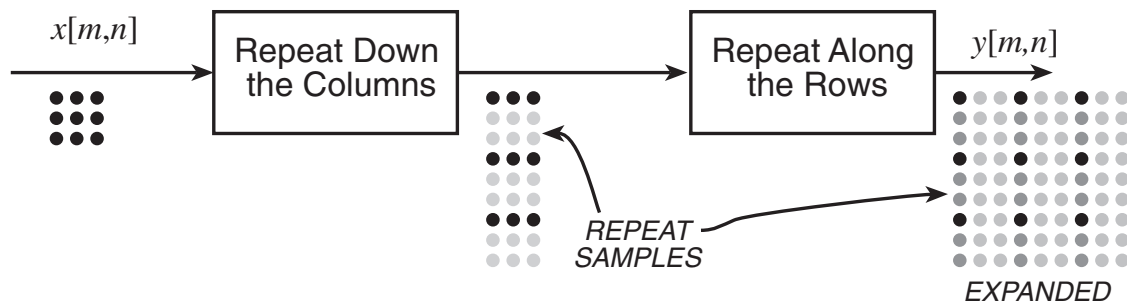 x[m,n]
Repeat Down
the Columns
Repeat Along
the Rows
y[m,n]
REPEAT
SAMPLES
EXPANDED